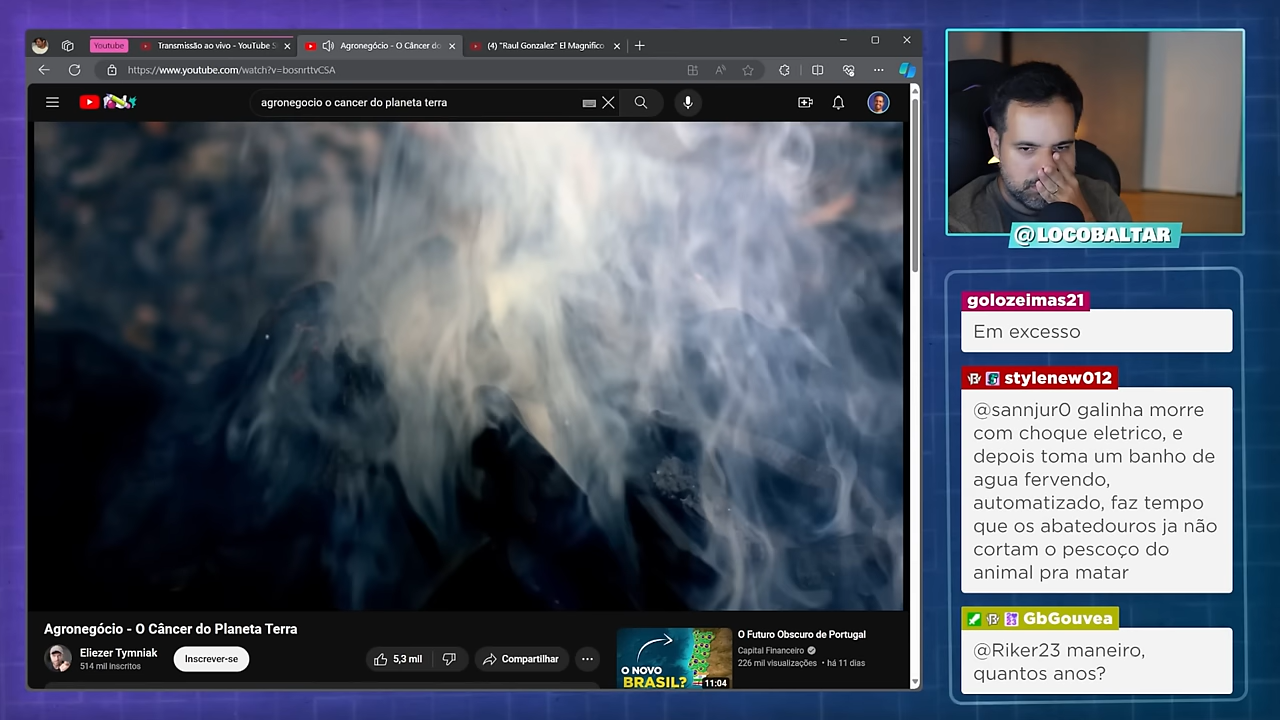 Youtube
Transmissão ao vivo - YouTube S
Agronegócio - O Câncer do
(4) "Raul Gonzalez" El Magnifico
https://www.youtube.com/watch?v=bosnrttvCSA
agronegocio o cancer do planeta terra
@LOCOBALTAR
golozeimas21
Em excesso
stylenew012
@sannjur0 galinha morre
com choque eletrico, e
depois toma um banho de
agua fervendo,
automatizado, faz tempo
que os abatedouros ja não
cortam o pescoço do
animal pra matar
GbGouvea
@Riker23 maneiro,
quantos anos?
Agronegócio - O Câncer do Planeta Terra
Eliezer Tymniak
514 mil inscritos
Inscrever-se
5,3 mil
Compartilhar
O NOVO
BRASIL?
11:04
O Futuro Obscuro de Portugal
Capital Financeiro
226 mil visualizações • há 11 dias